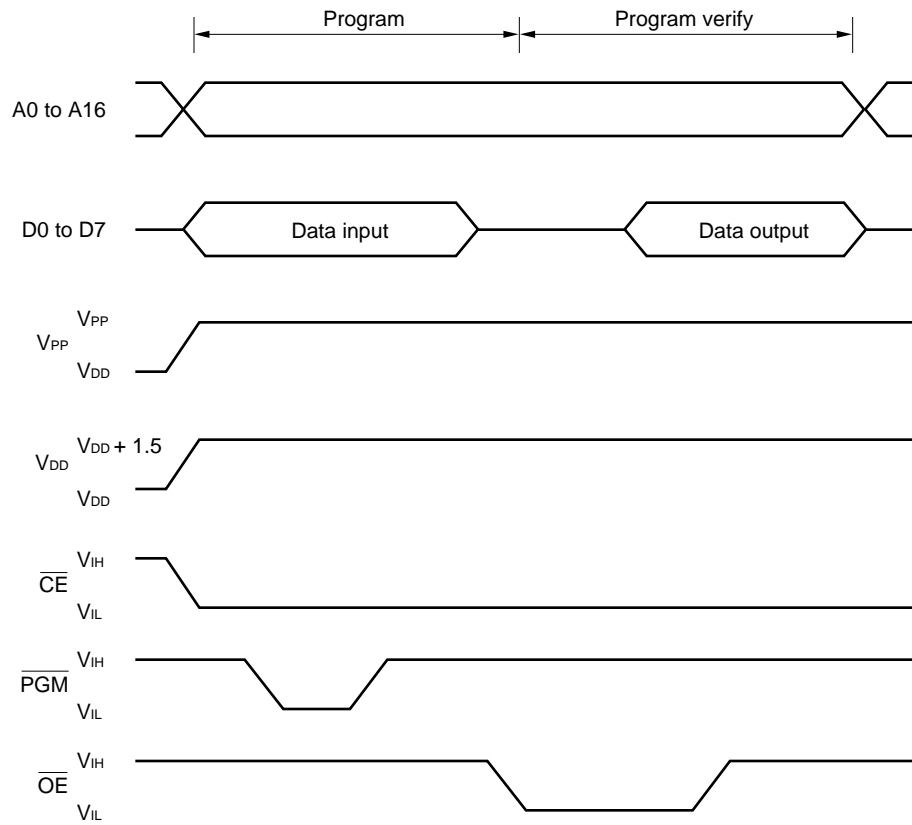 Program
Program verify
A0 to A16
D0 to D7
Data input
Data output
VPP
VPP
VDD
VDD + 1.5
VDD
VDD
VIH
CE
VIL
VIH
PGM
VIL
VIH
OE
VIL